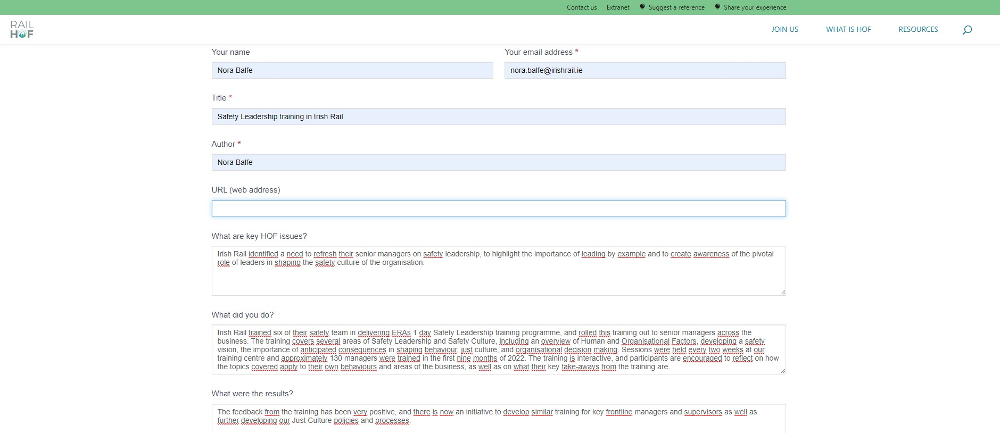 Contact us Extranet Suggest a reference Share your experience
RAIL
HOF
JOIN US WHAT IS HOF RESOURCES
Your name Your email address *
Nora Balfe nora.balfe@irishrail.ie
Title *
Safety Leadership training in Irish Rail
Author *
Nora Balfe
URL (web address)
What are key HOF issues?
Irish Rail identified a need to refresh their senior managers on safety leadership, to highlight the importance of leading by example and to create awareness of the pivotal
role of leaders in shaping the safety culture of the organisation.
What did you do?
Irish Rail trained six of their safety team in delivering ERAs 1 day Safety Leadership training programme, and rolled this training out to senior managers across the
business. The training covers several areas of Safety Leadership and Safety Culture, including an overview of Human and Organisational Factors, developing a safety
vision, the importance of anticipated consequences in shaping behaviour, just culture, and organisational decision making. Sessions were held every two weeks at our
training centre and approximately 130 managers were trained in the first nine months of 2022. The training is interactive, and participants are encouraged to reflect on how
the topics covered apply to their own behaviours and areas of the business, as well as on what their key take-aways from the training are.
What were the results?
The feedback from the training has been very positive, and there is now an initiative to develop similar training for key frontline managers and supervisors as well as
further developing our Just Culture policies and processes.